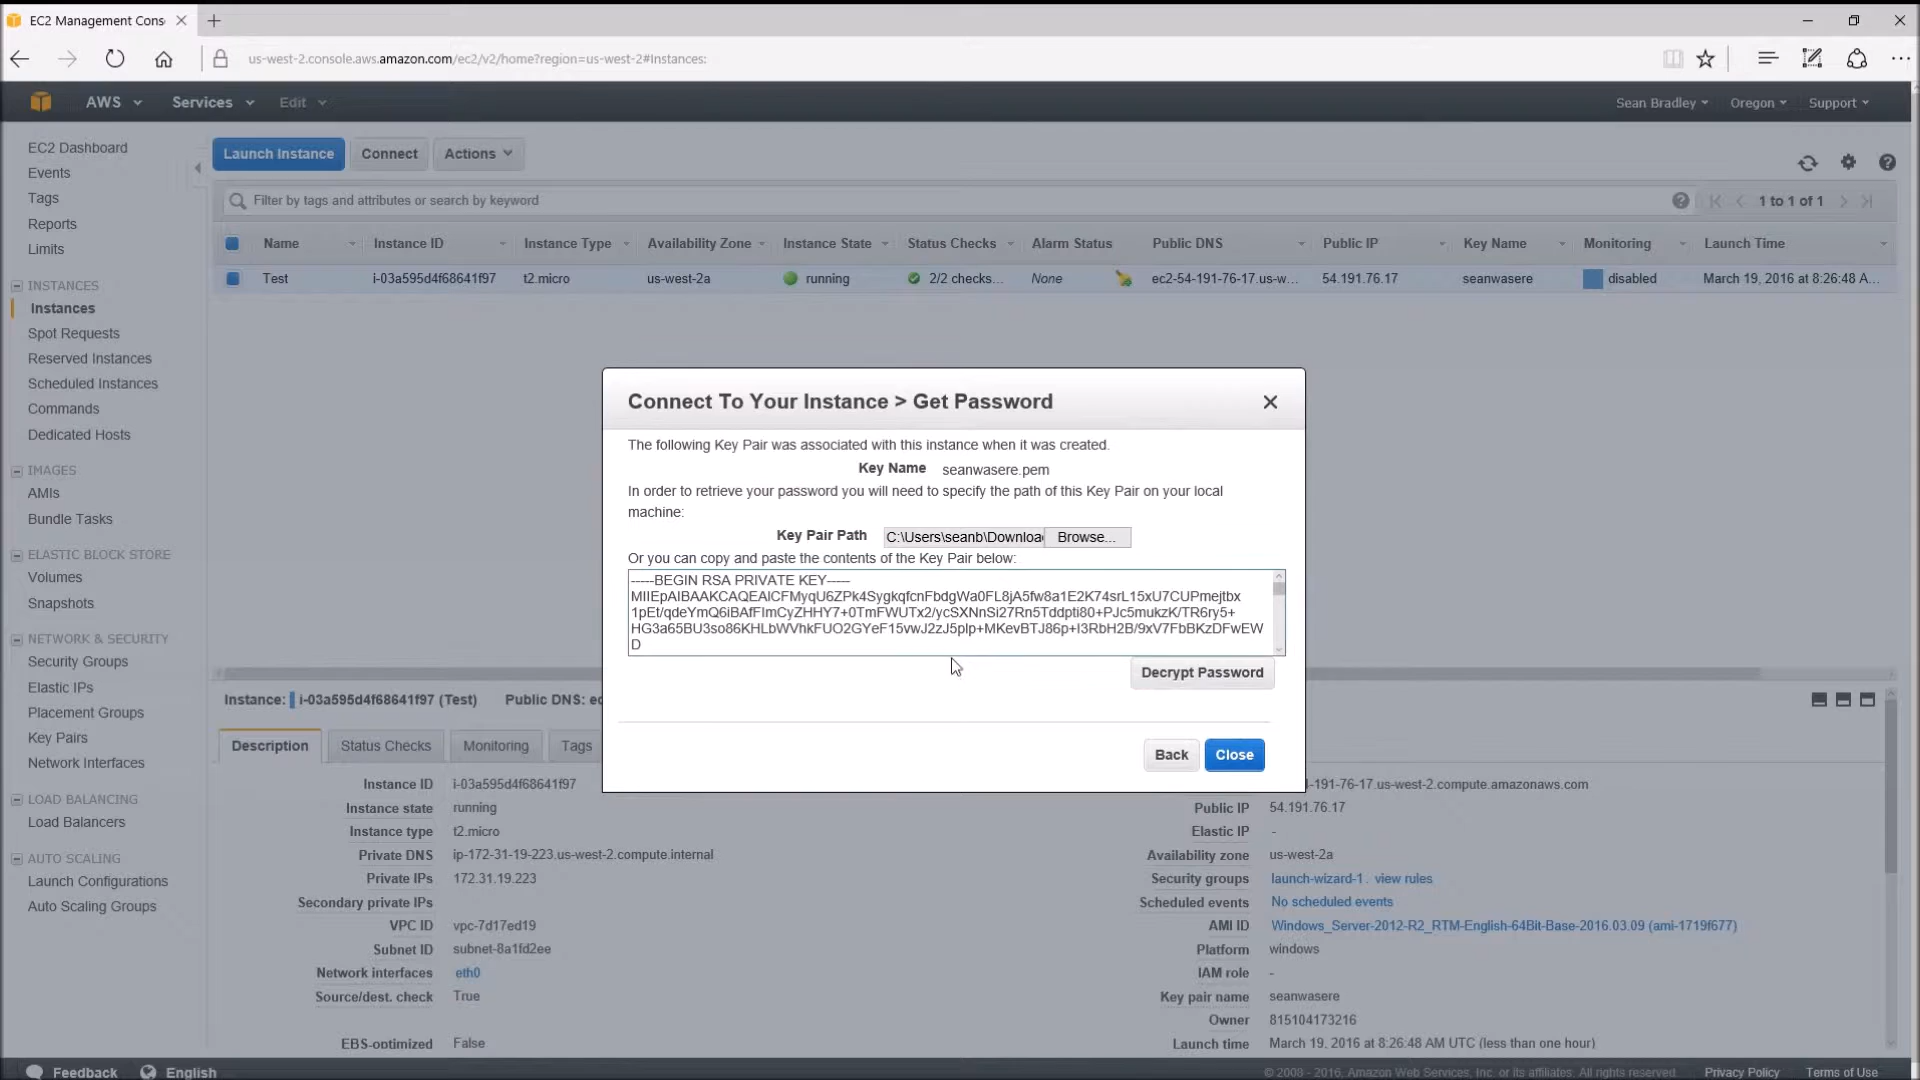 EC2 Management Cons
us-west-2.console.aws.amazon.com/ec2/v2/home?region=us-west-2#Instances:
AWS Services Edit Sean Bradley Oregon Support
EC2 Dashboard
Events
Tags
Reports
Limits
INSTANCES
Instances
Spot Requests
Reserved Instances
Scheduled Instances
Commands
Dedicated Hosts
IMAGES
AMIs
Bundle Tasks
ELASTIC BLOCK STORE
Volumes
Snapshots
NETWORK & SECURITY
Security Groups
Elastic IPs
Placement Groups
Key Pairs
Network Interfaces
LOAD BALANCING
Load Balancers
AUTO SCALING
Launch Configurations
Auto Scaling Groups
Launch Instance Connect Actions
Filter by tags and attributes or search by keyword 1 to 1 of 1
Name Instance ID Instance Type Availability Zone Instance State Status Checks Alarm Status Public DNS Public IP Key Name Monitoring Launch Time
Test i-03a595d4f68641f97 t2.micro us-west-2a running 2/2 checks... None ec2-54-191-76-17.us-w... 54.191.76.17 seanwasere disabled March 19, 2016 at 8:26:48 A...
Connect To Your Instance > Get Password
The following Key Pair was associated with this instance when it was created.
Key Name seanwasere.pem
In order to retrieve your password you will need to specify the path of this Key Pair on your local
machine:
Key Pair Path C:\Users\seanb\Downloa Browse...
Or you can copy and paste the contents of the Key Pair below:
-----BEGIN RSA PRIVATE KEY-----
MIIEpAIBAAKCAQEAlCFMyqU6ZPk4SygkqfcnFbdgWa0FL8jA5fw8a1E2K74srL15xU7CUPmejtbx
1pEt/qdeYmQ6iBAfFImCyZHHY7+0TmFWUTx2/ycSXNnSi27Rn5Tddpti80+PJc5mukzK/TR6ry5+
HG3a65BU3so86KHLbWVhkFUO2GYeF15vwJ2zJ5pIp+MKevBTJ86p+I3RbH2B/9xV7FbBKzDFwEW
D
Decrypt Password
Back Close
Instance: i-03a595d4f68641f97 (Test) Public DNS: ec
Description Status Checks Monitoring Tags
Instance ID i-03a595d4f68641f97
Instance state running
Instance type t2.micro
Private DNS ip-172-31-19-223.us-west-2.compute.internal
Private IPs 172.31.19.223
Secondary private IPs
VPC ID vpc-7d17ed19
Subnet ID subnet-8a1fd2ee
Network interfaces eth0
Source/dest. check True
EBS-optimized False
-191-76-17.us-west-2.compute.amazonaws.com
Public IP 54.191.76.17
Elastic IP -
Availability zone us-west-2a
Security groups launch-wizard-1. view rules
Scheduled events No scheduled events
AMI ID Windows_Server-2012-R2_RTM-English-64Bit-Base-2016.03.09 (ami-1719f677)
Platform windows
IAM role -
Key pair name seanwasere
Owner 815104173216
Launch time March 19, 2016 at 8:26:48 AM UTC (less than one hour)
Feedback English © 2008 - 2016, Amazon Web Services, Inc. or its affiliates. All rights reserved. Privacy Policy Terms of Use